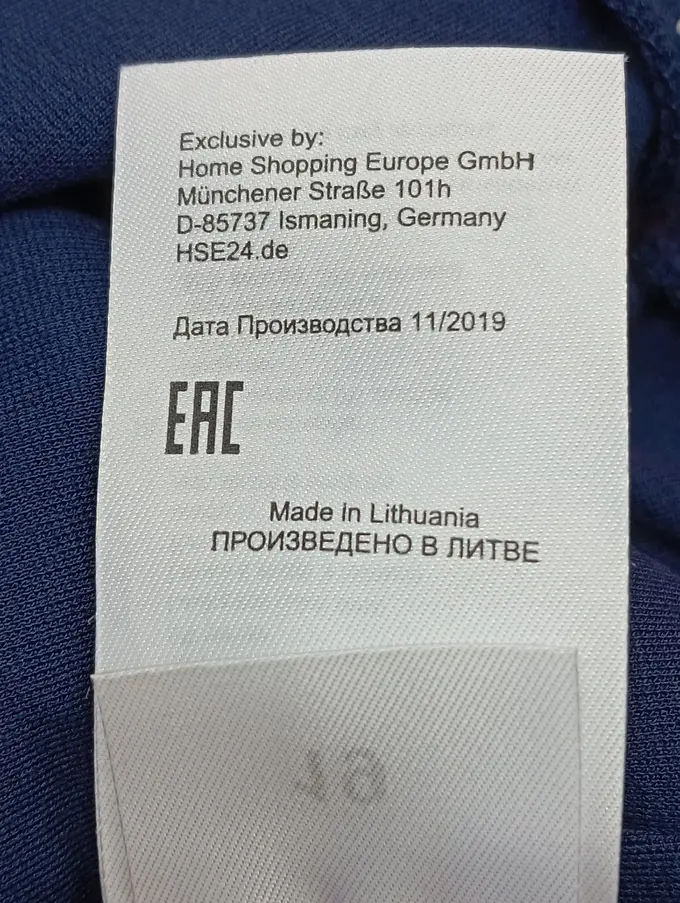 Exclusive by:
Home Shopping Europe GmbH
Münchener Straße 101h
D-85737 Ismaning, Germany
HSE24.de
Дата Производства 11/2019
EAC
Made in Lithuania
ПРОИЗВЕДЕНО В ЛИТВЕ